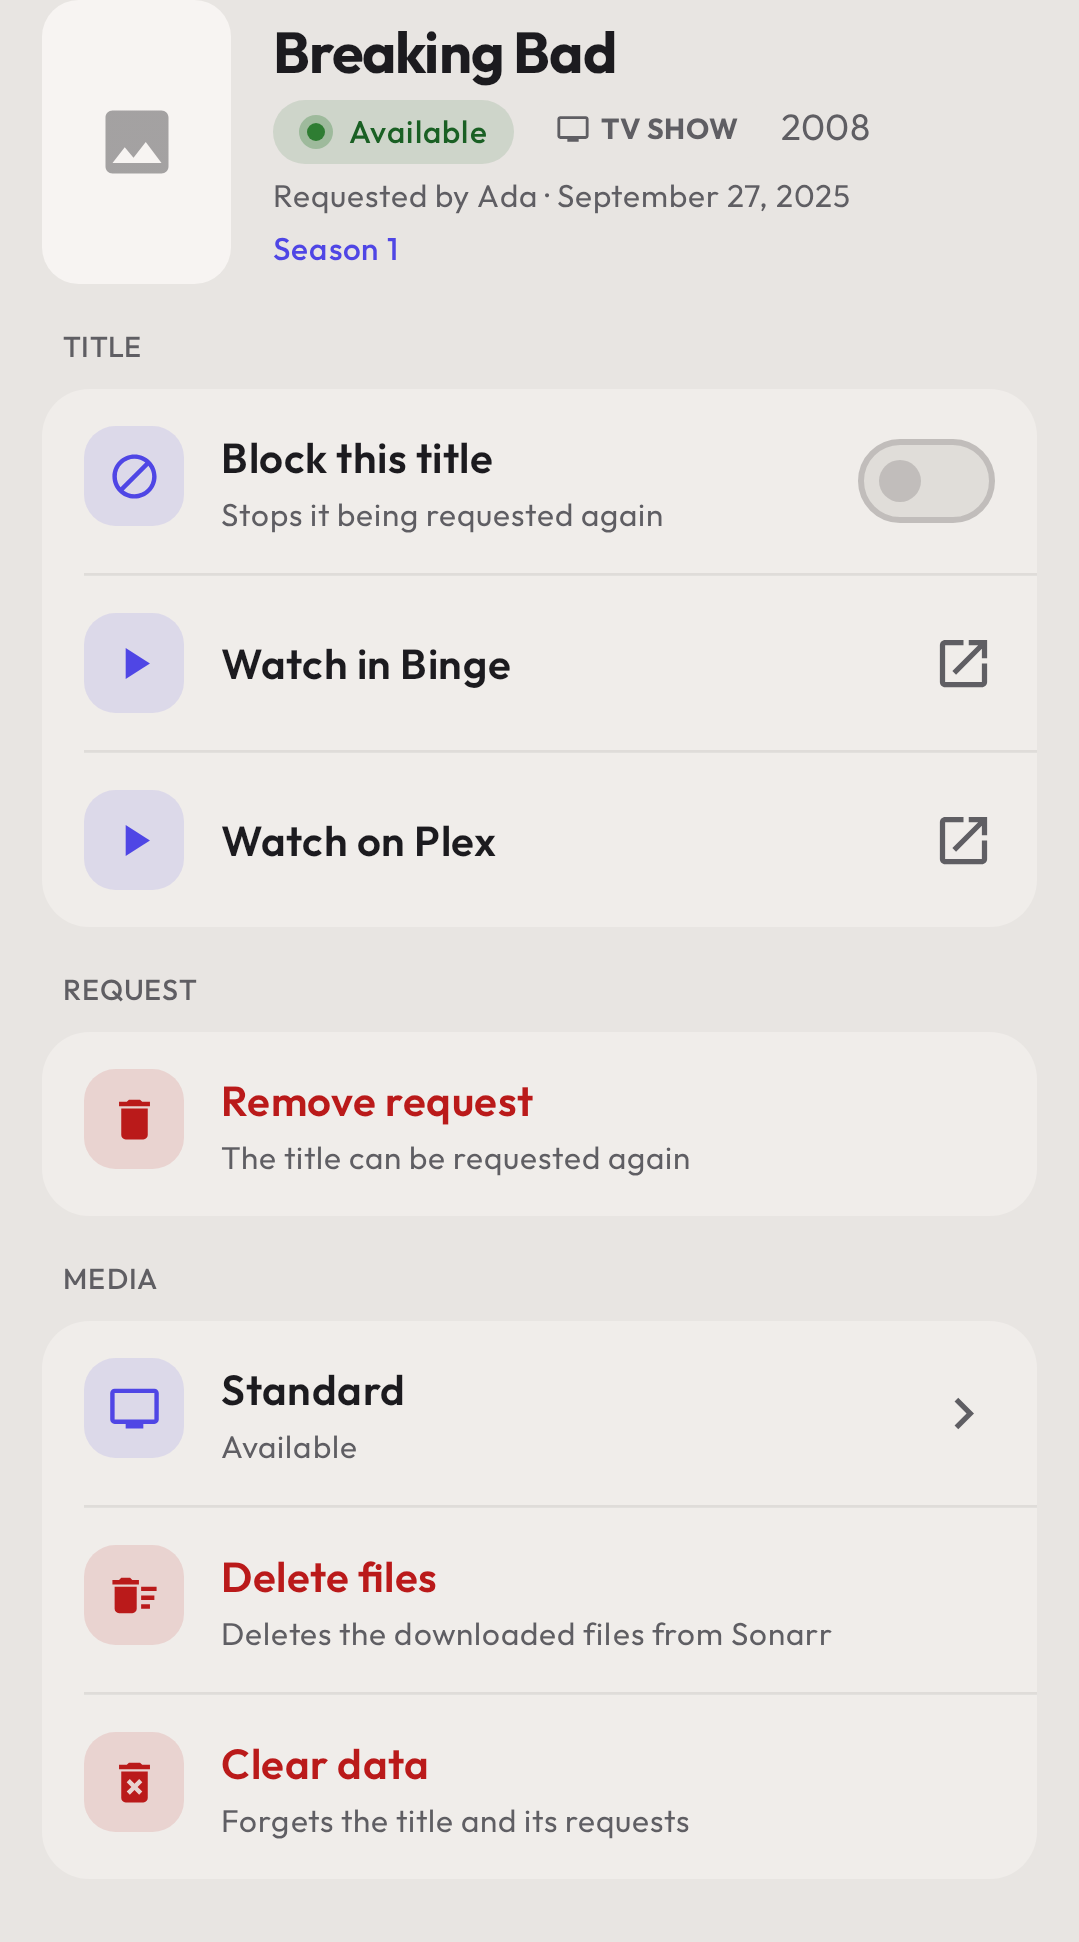 Breaking Bad
Available TV SHOW 2008
Requested by Ada · September 27, 2025
Season 1
TITLE
Block this title
Stops it being requested again
Watch in Binge
Watch on Plex
REQUEST
Remove request
The title can be requested again
MEDIA
Standard
Available
Delete files
Deletes the downloaded files from Sonarr
Clear data
Forgets the title and its requests